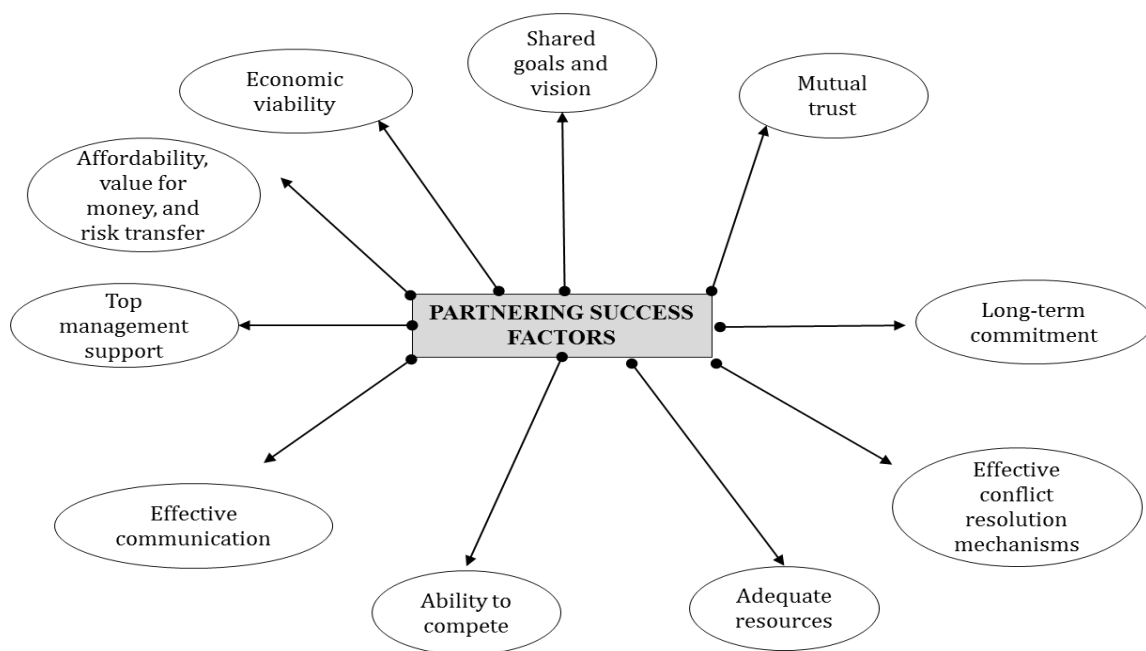 Shared
goals and
vision
Economic
viability
Mutual
trust
Affordability,
value for
money, and
risk transfer
Top
management
support
PARTNERING SUCCESS
FACTORS
Long-term
commitment
Effective
communication
Effective
conflict
resolution
mechanisms
Ability to
compete
Adequate
resources